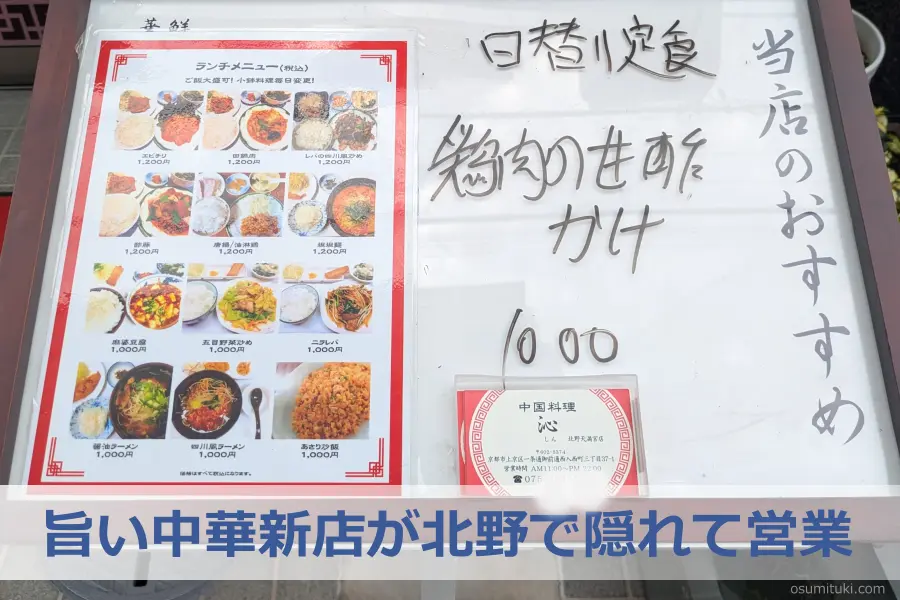 華鮮
ランチメニュー(税込)
ご飯大盛可! 小鉢料理毎日変更!
エビチリ
1,200円
回鍋肉
1,200円
レバの四川風炒め
1,200円
酢豚
1,200円
唐鶏/油淋鶏
1,200円
担担麺
1,200円
麻婆豆腐
1,000円
五目野菜炒め
1,000円
ニラレバ
1,000円
醤油ラーメン
1,000円
四川風ラーメン
1,000円
あさり炒飯
1,000円
価格はすべて税込になります。
日替り定食
鶏肉の甘酢
かけ
1000
当店のおすすめ
中国料理
沁
しん 北野天満宮店
京都市上京区一条通御前通西入西町三丁目37-1
営業時間 AM11:00~PM
☎075
旨い中華新店が北野で隠れて営業
osumituki.com